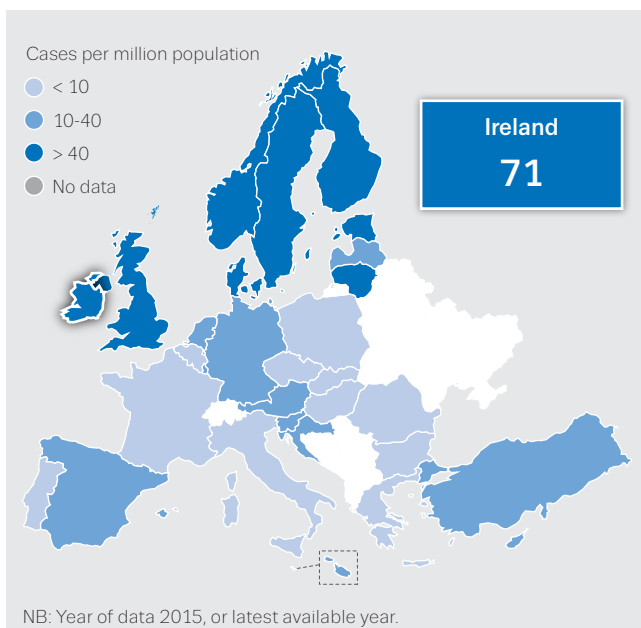 Cases per million population
< 10
10-40
> 40
No data
Ireland
71
NB: Year of data 2015, or latest available year.